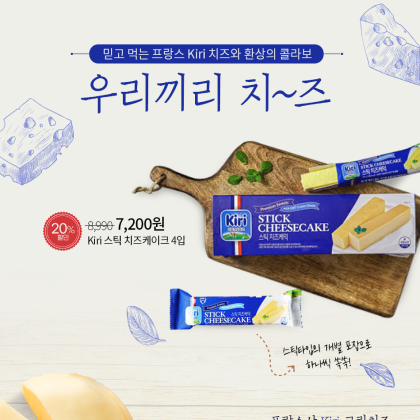 믿고 먹는 프랑스 Kiri 치즈와 환상의 콜라보
우리끼리 치~즈
kiri
STICK
CHEESECAKE
스틱 치즈케익
20%
할인
8,990 7,200원
Kiri 스틱 치즈케이크 4입
Kiri
STICK
CHEESECAKE
스틱 치즈케익
kiri
STICK
CHEESECAKE
스틱타입의 개별 포장으로
하나씩 쏙쏙!